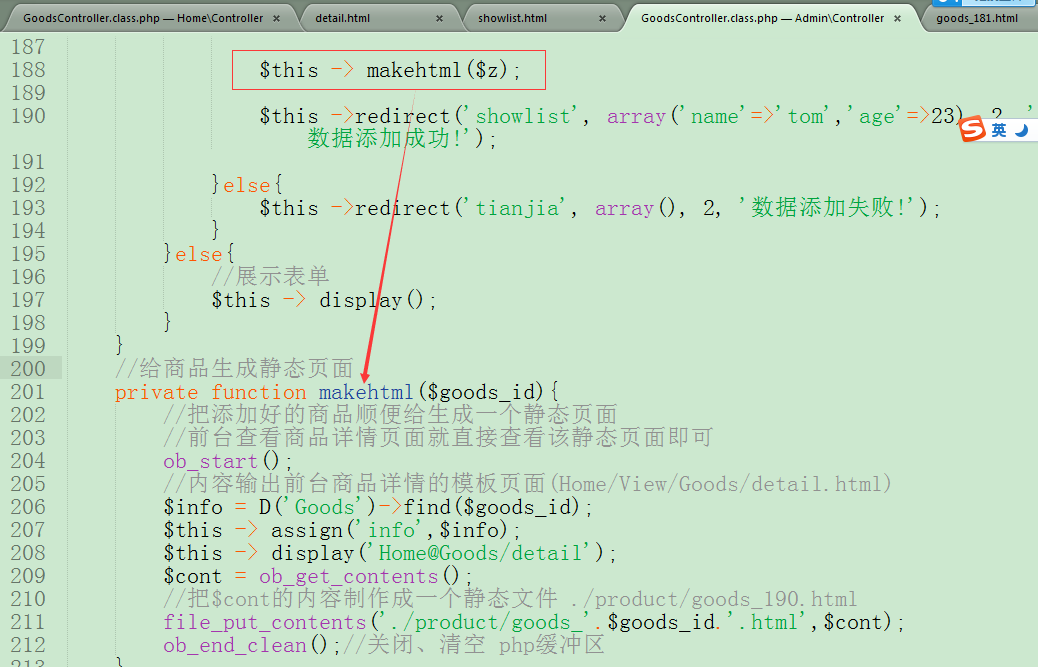 GoodsController.class.php — Home\Controller × detail.html × showlist.html × GoodsController.class.php — Admin\Controller × goods_181.html
187
188 $this -> makehtml($z);
189
190 $this ->redirect('showlist', array('name'=>'tom','age'=>23), 2, '
数据添加成功!');
英
191
192 }else{
193 $this ->redirect('tianjia', array(), 2, '数据添加失败!');
194 }
195 }else{
196 //展示表单
197 $this -> display();
198 }
199 }
200 //给商品生成静态页面
201 private function makehtml($goods_id){
202 //把添加好的商品顺便给生成一个静态页面
203 //前台查看商品详情页面就直接查看该静态页面即可
204 ob_start();
205 //内容输出前台商品详情的模板页面(Home/View/Goods/detail.html)
206 $info = D('Goods')->find($goods_id);
207 $this -> assign('info',$info);
208 $this -> display('Home@Goods/detail');
209 $cont = ob_get_contents();
210 //把$cont的内容制作成一个静态文件 ./product/goods_190.html
211 file_put_contents('./product/goods_'.$goods_id.'.html',$cont);
212 ob_end_clean();//关闭、清空 php缓冲区
213 }